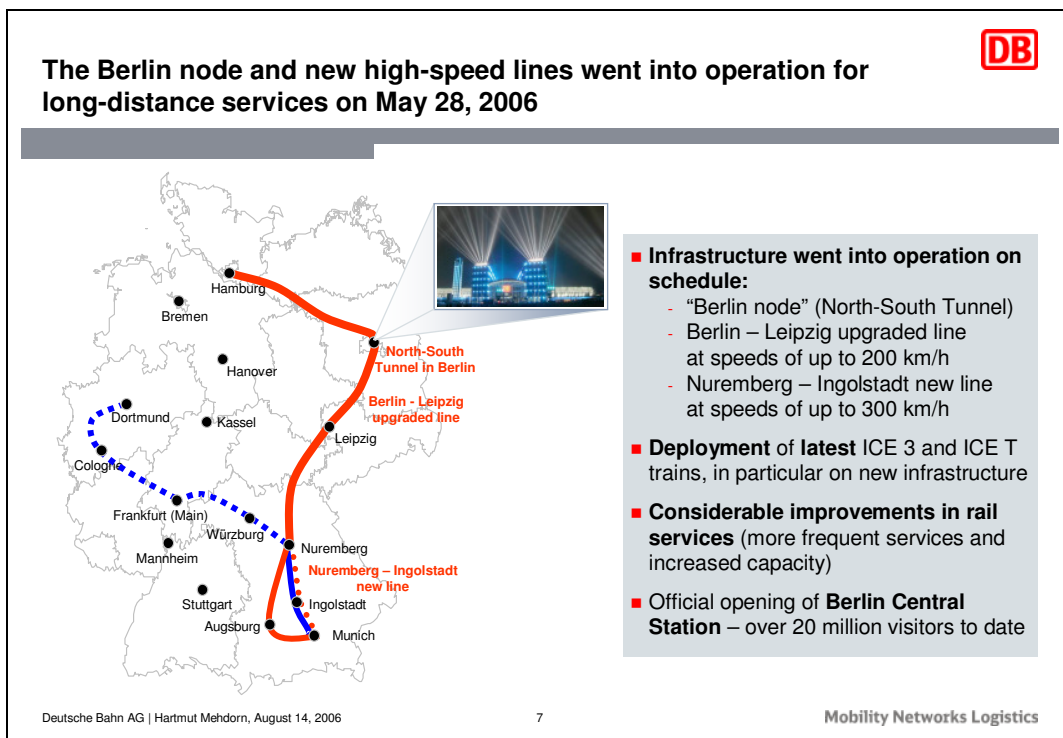 DB
The Berlin node and new high-speed lines went into operation for
long-distance services on May 28, 2006
Hamburg
Bremen
Hanover
North-South
Tunnel in Berlin
Berlin - Leipzig
upgraded line
Dortmund
Kassel
Leipzig
Cologne
Frankfurt (Main)
Würzburg
Mannheim
Nuremberg
Nuremberg – Ingolstadt
new line
Stuttgart
Ingolstadt
Augsburg
Munich
Infrastructure went into operation on
schedule:
- “Berlin node” (North-South Tunnel)
- Berlin – Leipzig upgraded line
at speeds of up to 200 km/h
- Nuremberg – Ingolstadt new line
at speeds of up to 300 km/h
Deployment of latest ICE 3 and ICE T
trains, in particular on new infrastructure
Considerable improvements in rail
services (more frequent services and
increased capacity)
Official opening of Berlin Central
Station – over 20 million visitors to date
Deutsche Bahn AG | Hartmut Mehdorn, August 14, 2006
7
Mobility Networks Logistics